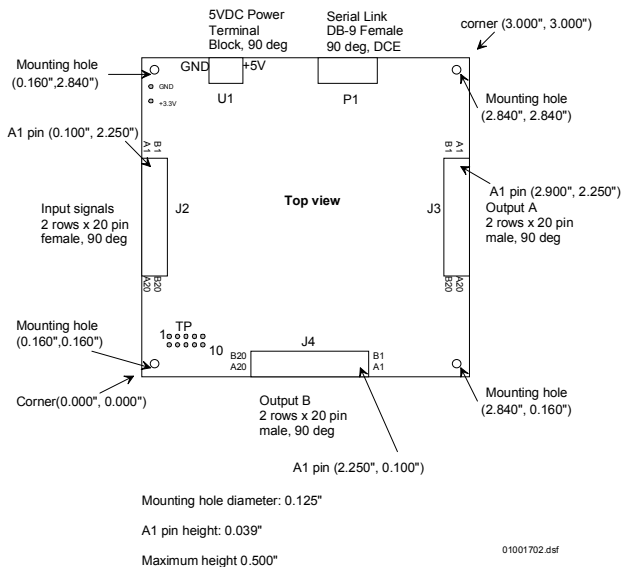 5VDC Power
Terminal
Block, 90 deg
Serial Link
DB-9 Female
90 deg, DCE
corner (3.000", 3.000")
Mounting hole
(0.160",2.840")
GND
+5V
U1
P1
GND
+3.3V
Mounting hole
(2.840", 2.840")
A1 pin (0.100", 2.250")
A1
B1
B1
A1
A1 pin (2.900", 2.250")
Output A
2 rows x 20 pin
male, 90 deg
Input signals
2 rows x 20 pin
female, 90 deg
J2
Top view
J3
A20
B20
B20
A20
Mounting hole
(0.160",0.160")
TP
1
10
J4
B20
A20
B1
A1
Corner(0.000", 0.000")
Output B
2 rows x 20 pin
male, 90 deg
Mounting hole
(2.840", 0.160")
A1 pin (2.250", 0.100")
Mounting hole diameter: 0.125"
A1 pin height: 0.039"
Maximum height 0.500"
01001702.dsf